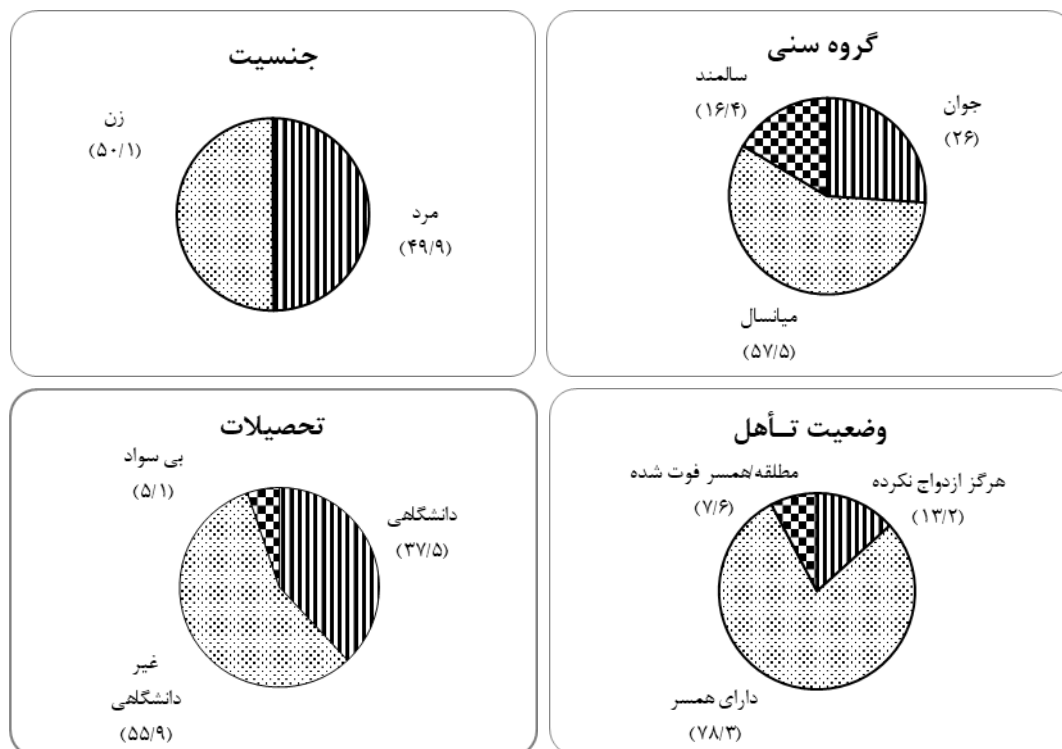 گروه سنی
سالمند
(۱۶/۴)
جوان
(۲۶)
میانسال
(۵۷/۵)
جنسیت
زن
(۵۰/۱)
مرد
(۴۹/۹)
وضعیت تــأهل
مطلقه/همسر فوت شده
(۷/۶)
هرگز ازدواج نکرده
(۱۳/۲)
دارای همسر
(۷۸/۳)
تحصیلات
بی سواد
(۵/۱)
دانشگاهی
(۳۷/۵)
غیر
دانشگاهی
(۵۵/۹)